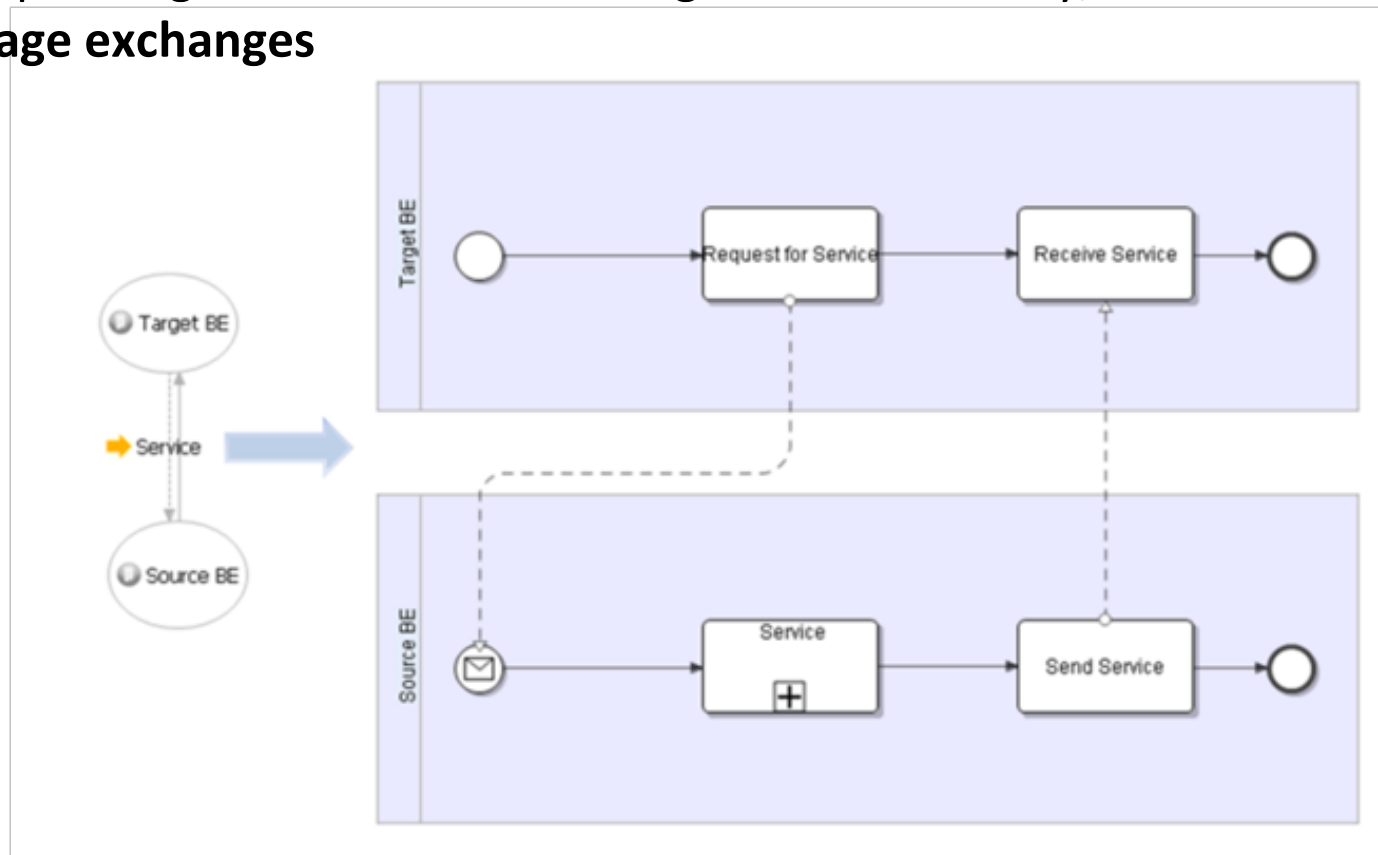 age exchanges
Target BE
Request for Service
Receive Service
Target BE
Service
Source BE
Source BE
Service
Send Service